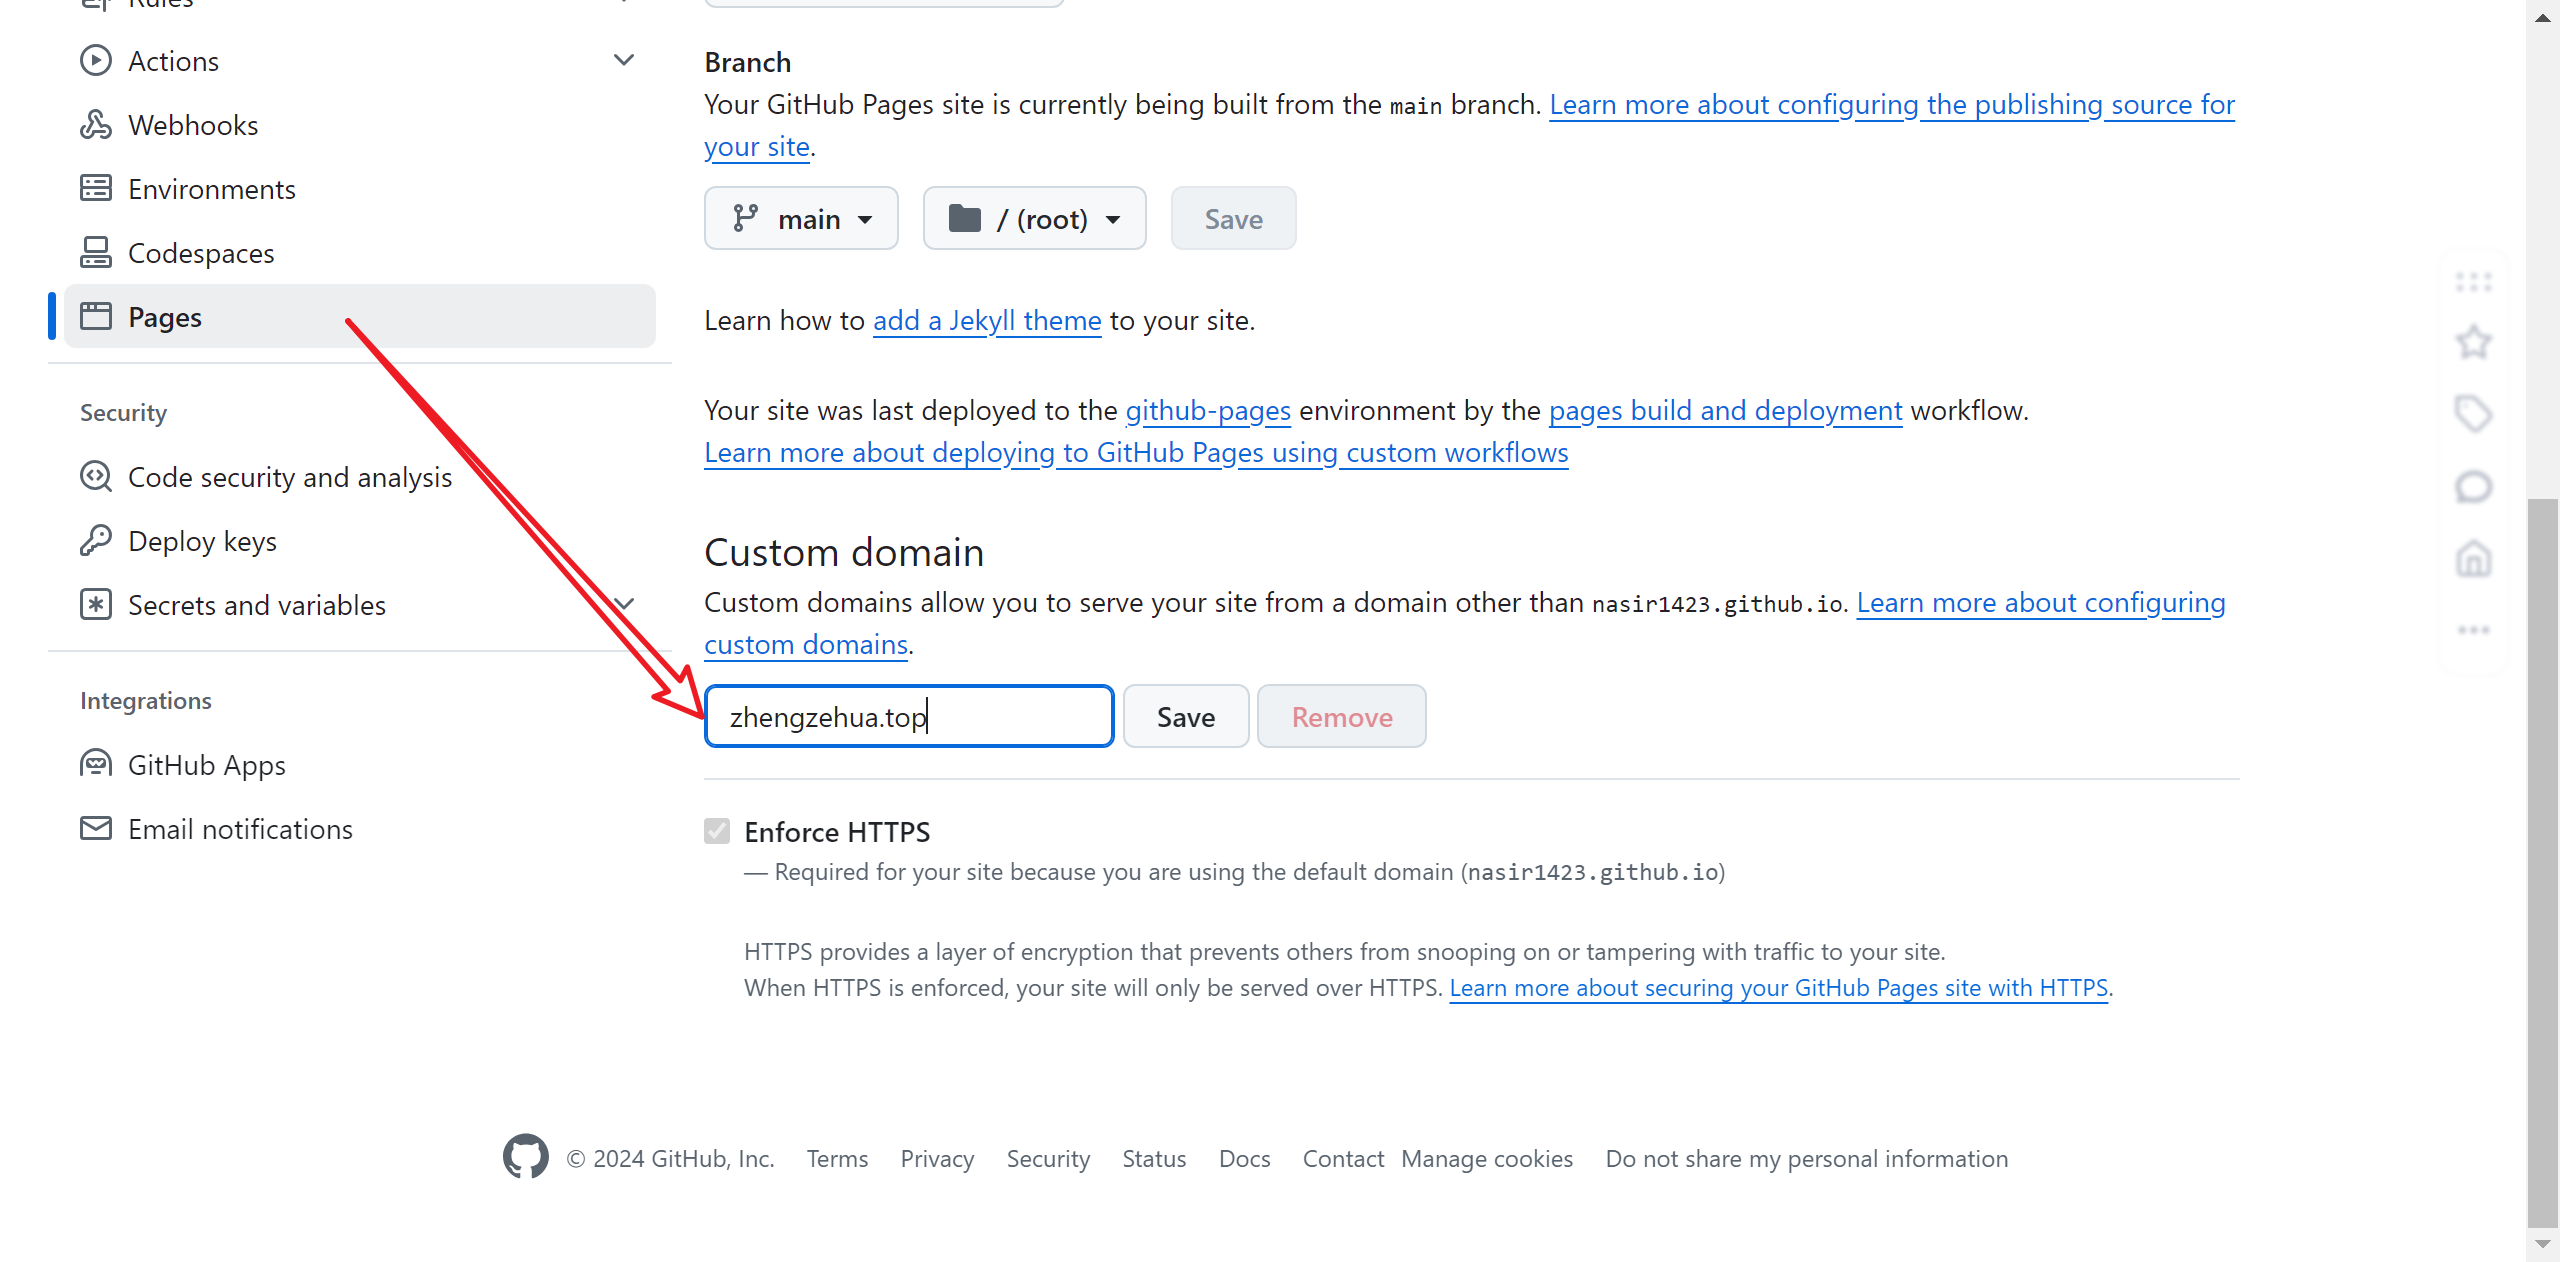 Rules
Actions
Webhooks
Environments
Codespaces
Pages
Security
Code security and analysis
Deploy keys
Secrets and variables
Integrations
GitHub Apps
Email notifications
Branch
Your GitHub Pages site is currently being built from the main branch. Learn more about configuring the publishing source for
your site.
main
/ (root)
Save
Learn how to add a Jekyll theme to your site.
Your site was last deployed to the github-pages environment by the pages build and deployment workflow.
Learn more about deploying to GitHub Pages using custom workflows
Custom domain
Custom domains allow you to serve your site from a domain other than nasir1423.github.io. Learn more about configuring
custom domains.
zhengzehua.top
Save
Remove
Enforce HTTPS
— Required for your site because you are using the default domain (nasir1423.github.io)
HTTPS provides a layer of encryption that prevents others from snooping on or tampering with traffic to your site.
When HTTPS is enforced, your site will only be served over HTTPS. Learn more about securing your GitHub Pages site with HTTPS.
© 2024 GitHub, Inc. Terms Privacy Security Status Docs Contact Manage cookies Do not share my personal information